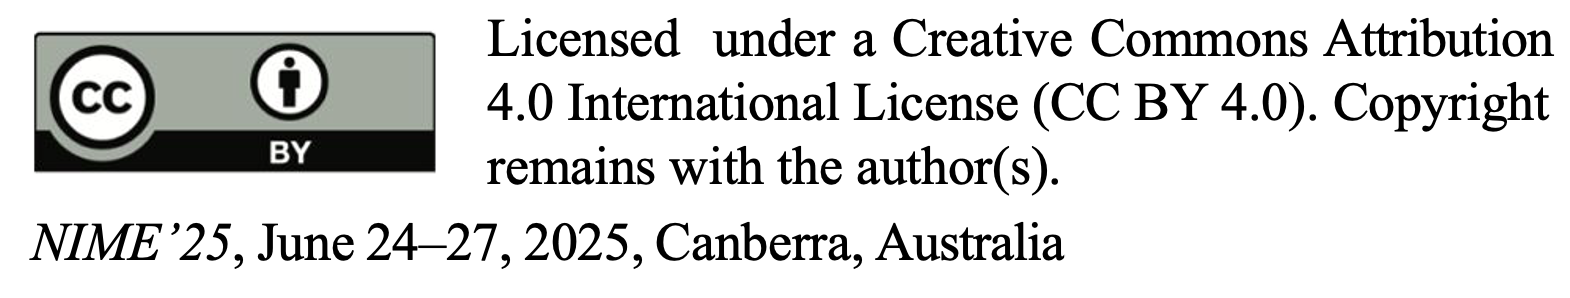 Licensed under a Creative Commons Attribution
4.0 International License (CC BY 4.0). Copyright
remains with the author(s).
CC
BY
NIME’25, June 24–27, 2025, Canberra, Australia